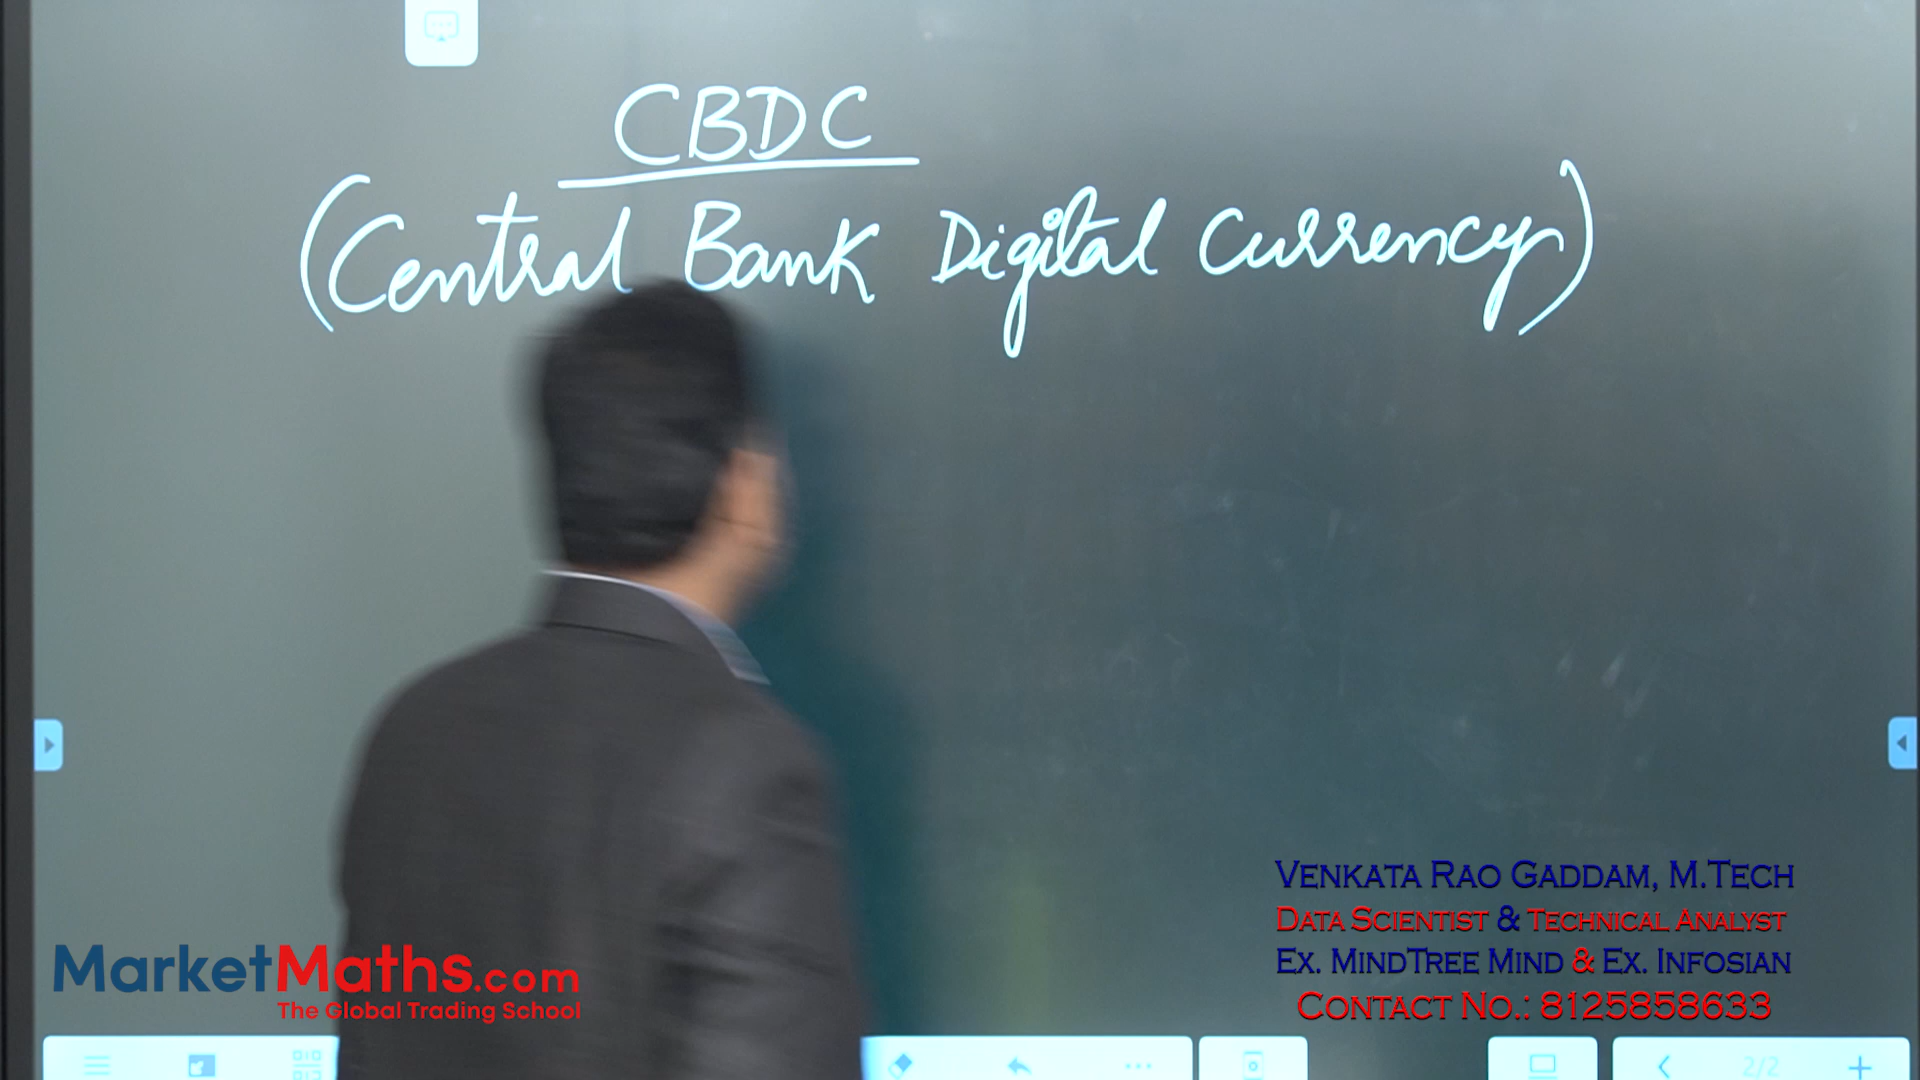 CBDC
(Central Bank Digital Currency)
VENKATA RAO GADDAM, M.TECH
DATA SCIENTIST & TECHNICAL ANALYST
EX. MINDTREE MIND & EX. INFOSIAN
CONTACT NO.: 8125858633
MarketMaths.com
The Global Trading School
2/2